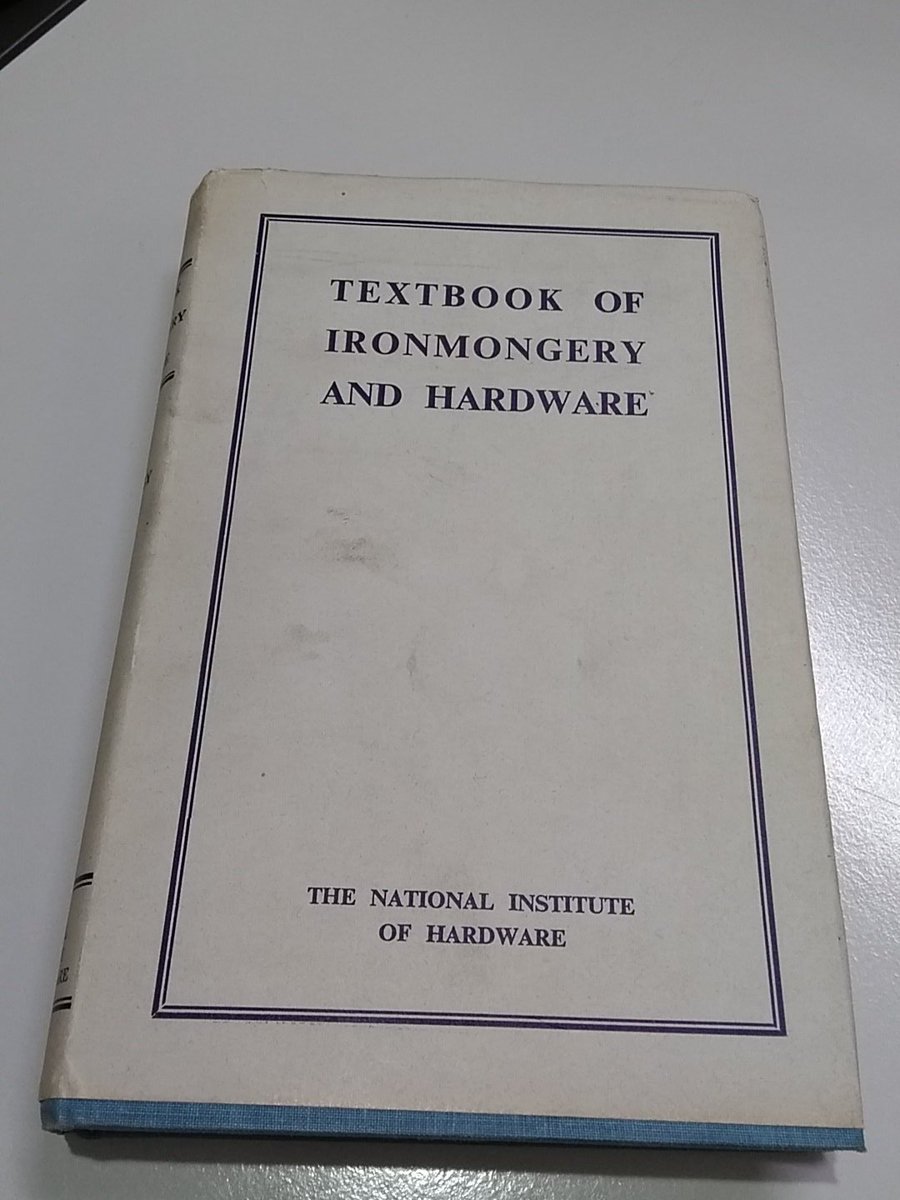 TEXTBOOK OF
IRONMONGERY
AND HARDWARE
THE NATIONAL INSTITUTE
OF HARDWARE